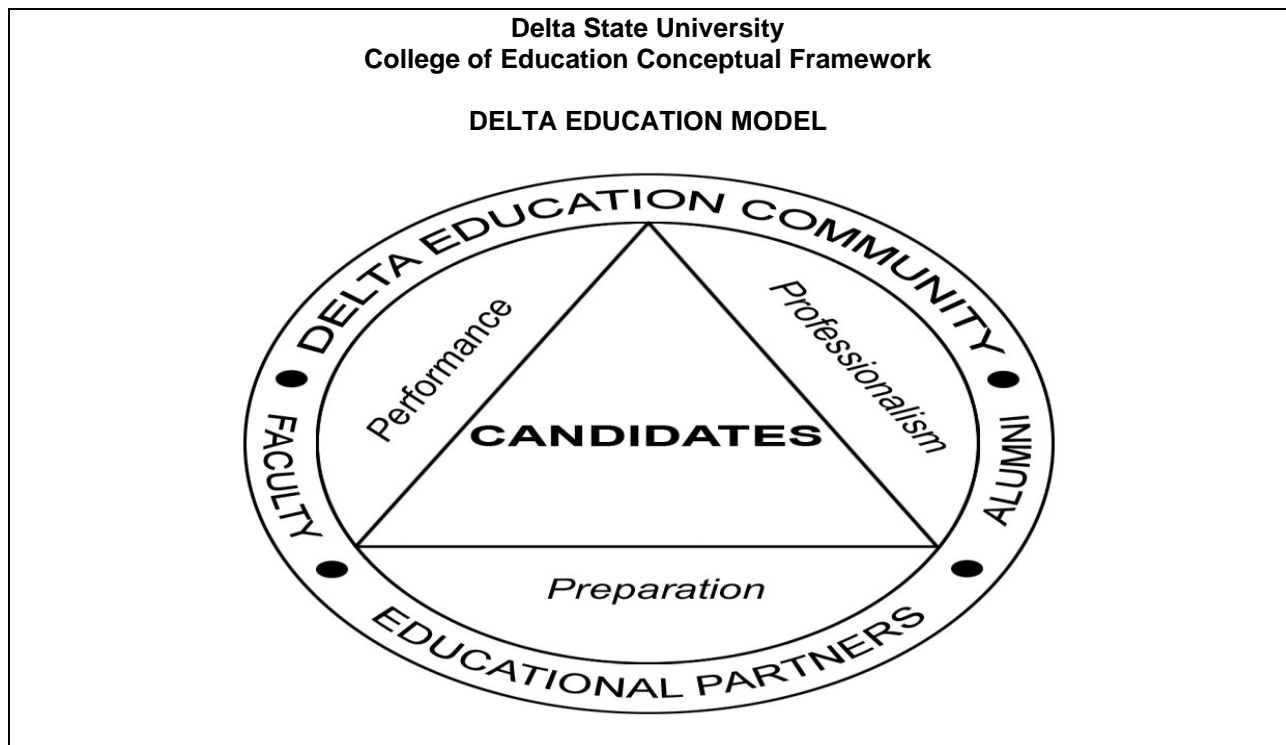 Delta State University
College of Education Conceptual Framework
DELTA EDUCATION MODEL
DELTA EDUCATION COMMUNITY
Performance
Professionalism
CANDIDATES
FACULTY
ALUMNI
Preparation
EDUCATIONAL PARTNERS